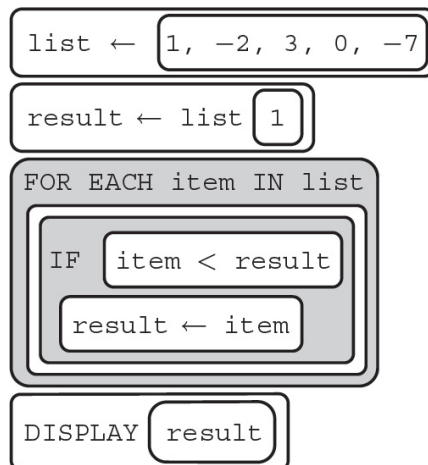 list ← 1, −2, 3, 0, −7
result ← list 1
FOR EACH item IN list
IF item < result
result ← item
DISPLAY result